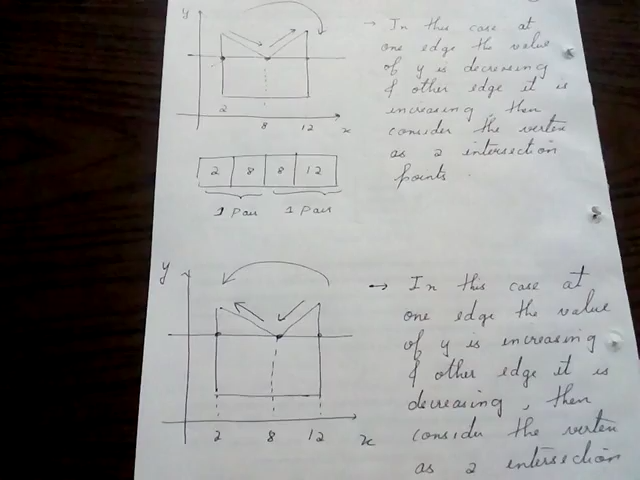 y
→ In this case at
one edge the value
of y is decreasing
& other edge it is
increasing, then
consider the vertex
as 2 intersection
points.
2 8 12 x
2 8 8 12
1 pair 1 pair
y
→ In this case at
one edge the value
of y is increasing
& other edge it is
decreasing, then
consider the vertex
as 2 intersection
2 8 12 x